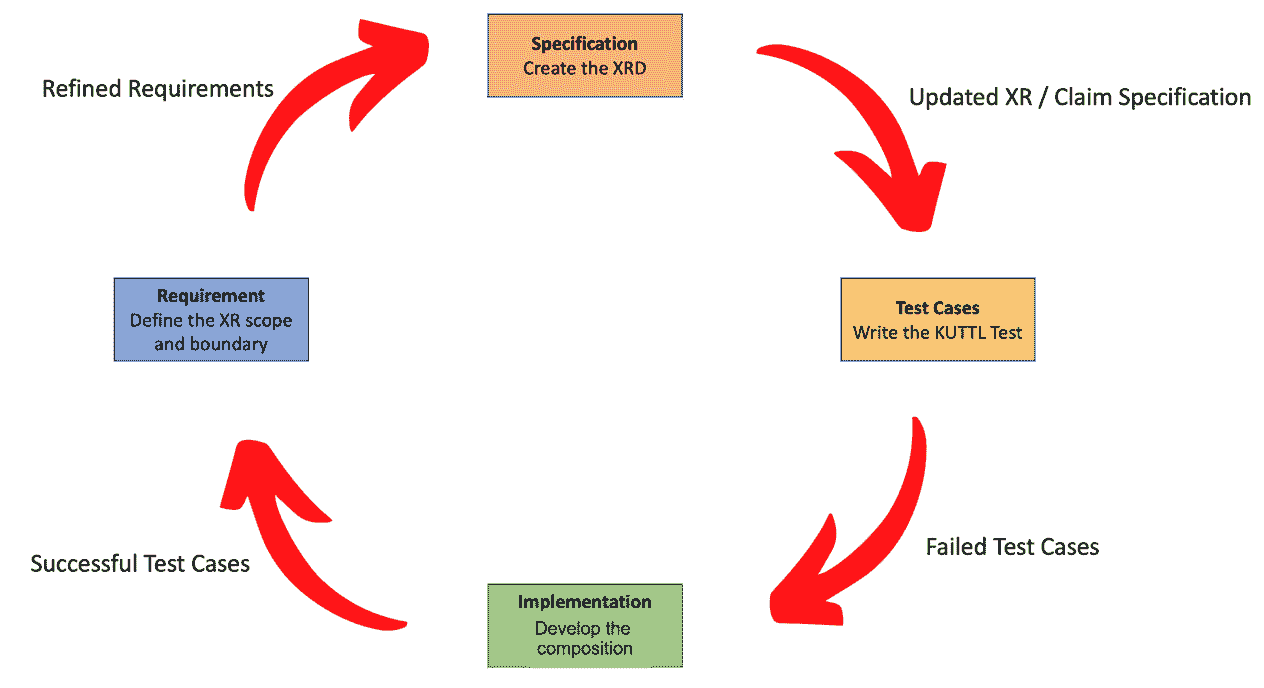 Specification
Create the XRD
Refined Requirements
Updated XR / Claim Specification
Requirement
Define the XR scope
and boundary
Test Cases
Write the KUTTL Test
Failed Test Cases
Successful Test Cases
Implementation
Develop the
composition